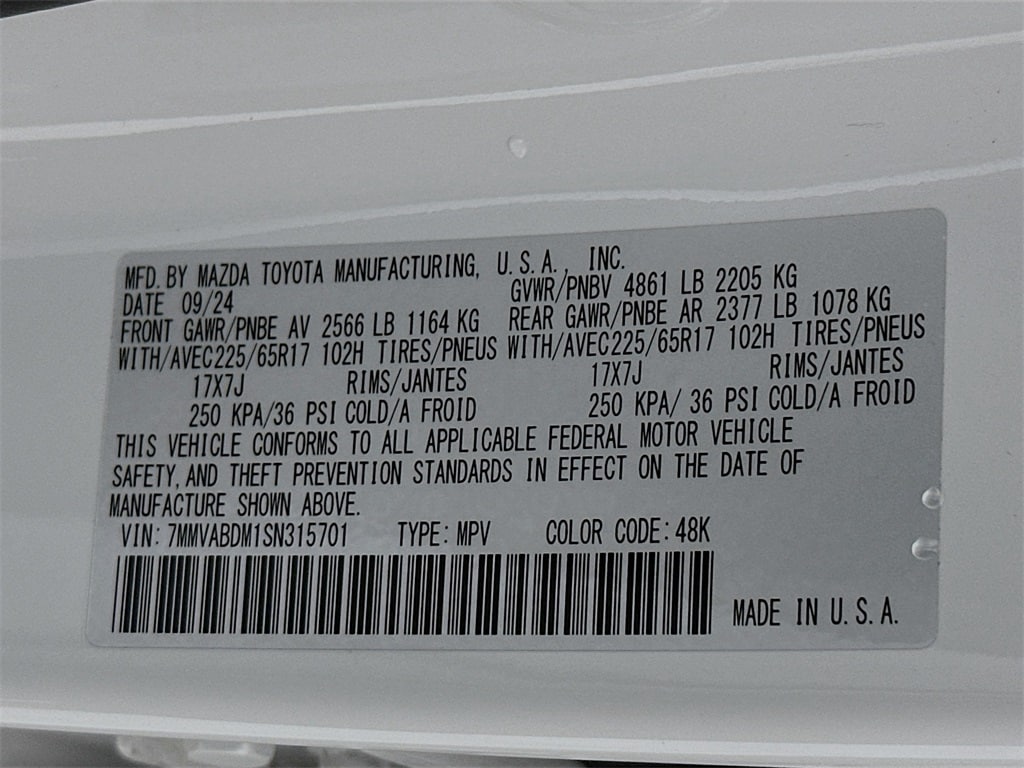 MFD. BY MAZDA TOYOTA MANUFACTURING, U.S.A., INC.
DATE 09/24 GVWR/PNBV 4861 LB 2205 KG
FRONT GAWR/PNBE AV 2566 LB 1164 KG REAR GAWR/PNBE AR 2377 LB 1078 KG
WITH/AVEC225/65R17 102H TIRES/PNEUS WITH/AVEC225/65R17 102H TIRES/PNEUS
17X7J RIMS/JANTES 17X7J RIMS/JANTES
250 KPA/36 PSI COLD/A FROID 250 KPA/ 36 PSI COLD/A FROID
THIS VEHICLE CONFORMS TO ALL APPLICABLE FEDERAL MOTOR VEHICLE
SAFETY, AND THEFT PREVENTION STANDARDS IN EFFECT ON THE DATE OF
MANUFACTURE SHOWN ABOVE.
VIN: 7MMVABDM1SN315701 TYPE: MPV COLOR CODE: 48K
MADE IN U.S.A.